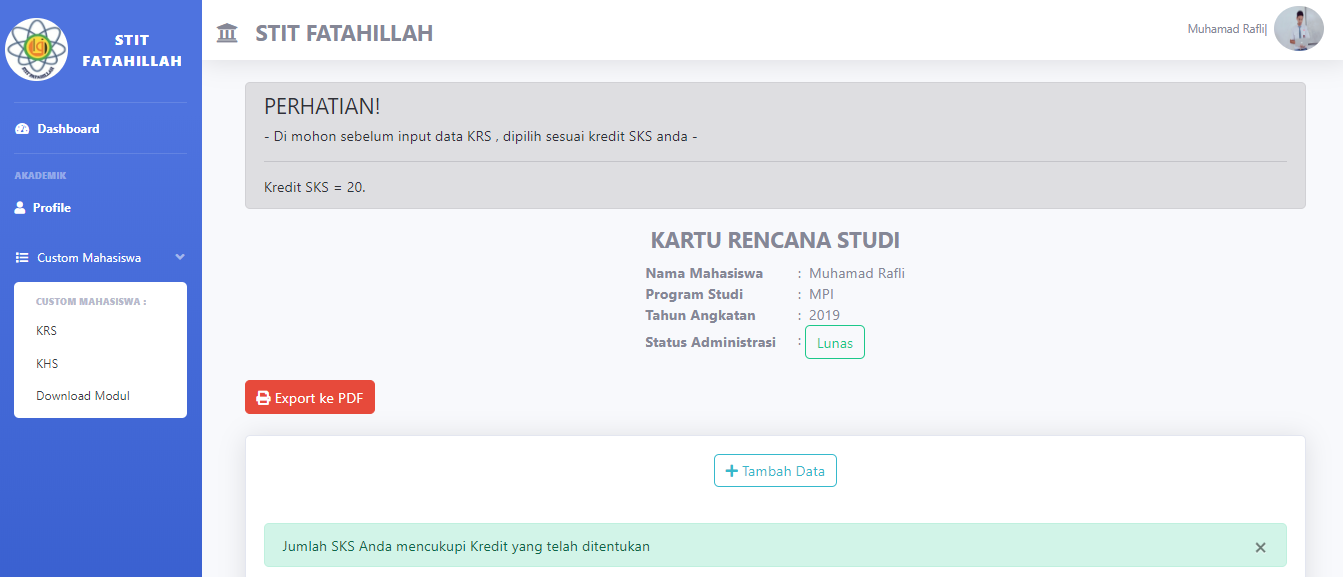 STIT FATAHILLAH
STIT
FATAHILLAH
Dashboard
AKADEMIK
Profile
Custom Mahasiswa
CUSTOM MAHASISWA :
KRS
KHS
Download Modul
STIT FATAHILLAH
Muhamad Rafli|
PERHATIAN!
- Di mohon sebelum input data KRS , dipilih sesuai kredit SKS anda -
Kredit SKS = 20.
KARTU RENCANA STUDI
Nama Mahasiswa : Muhamad Rafli
Program Studi : MPI
Tahun Angkatan : 2019
Status Administrasi : Lunas
Export ke PDF
+ Tambah Data
Jumlah SKS Anda mencukupi Kredit yang telah ditentukan ×